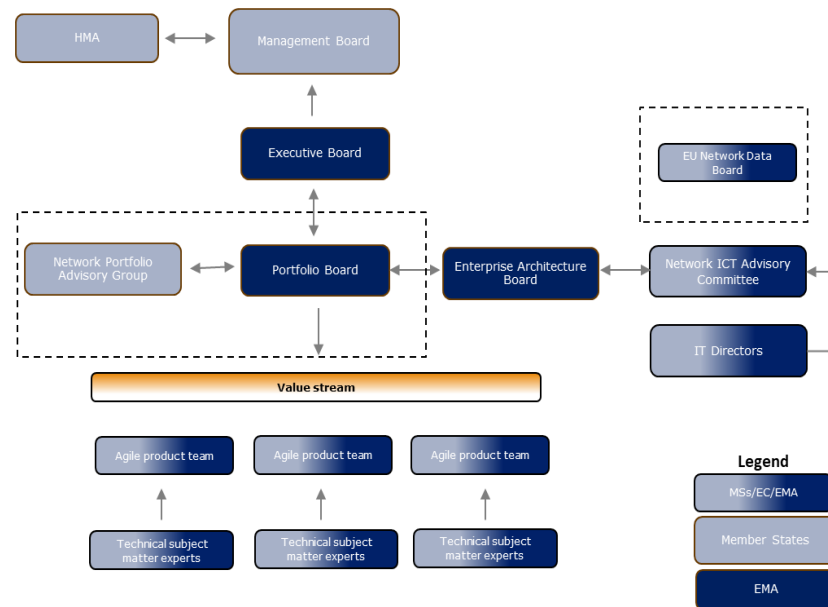 HMA
Management Board
Executive Board
EU Network Data
Board
Network Portfolio
Advisory Group
Portfolio Board
Enterprise Architecture
Board
Network ICT Advisory
Committee
IT Directors
Value stream
Agile product team
Agile product team
Agile product team
Technical subject
matter experts
Technical subject
matter experts
Technical subject
matter experts
Legend
MSs/EC/EMA
Member States
EMA